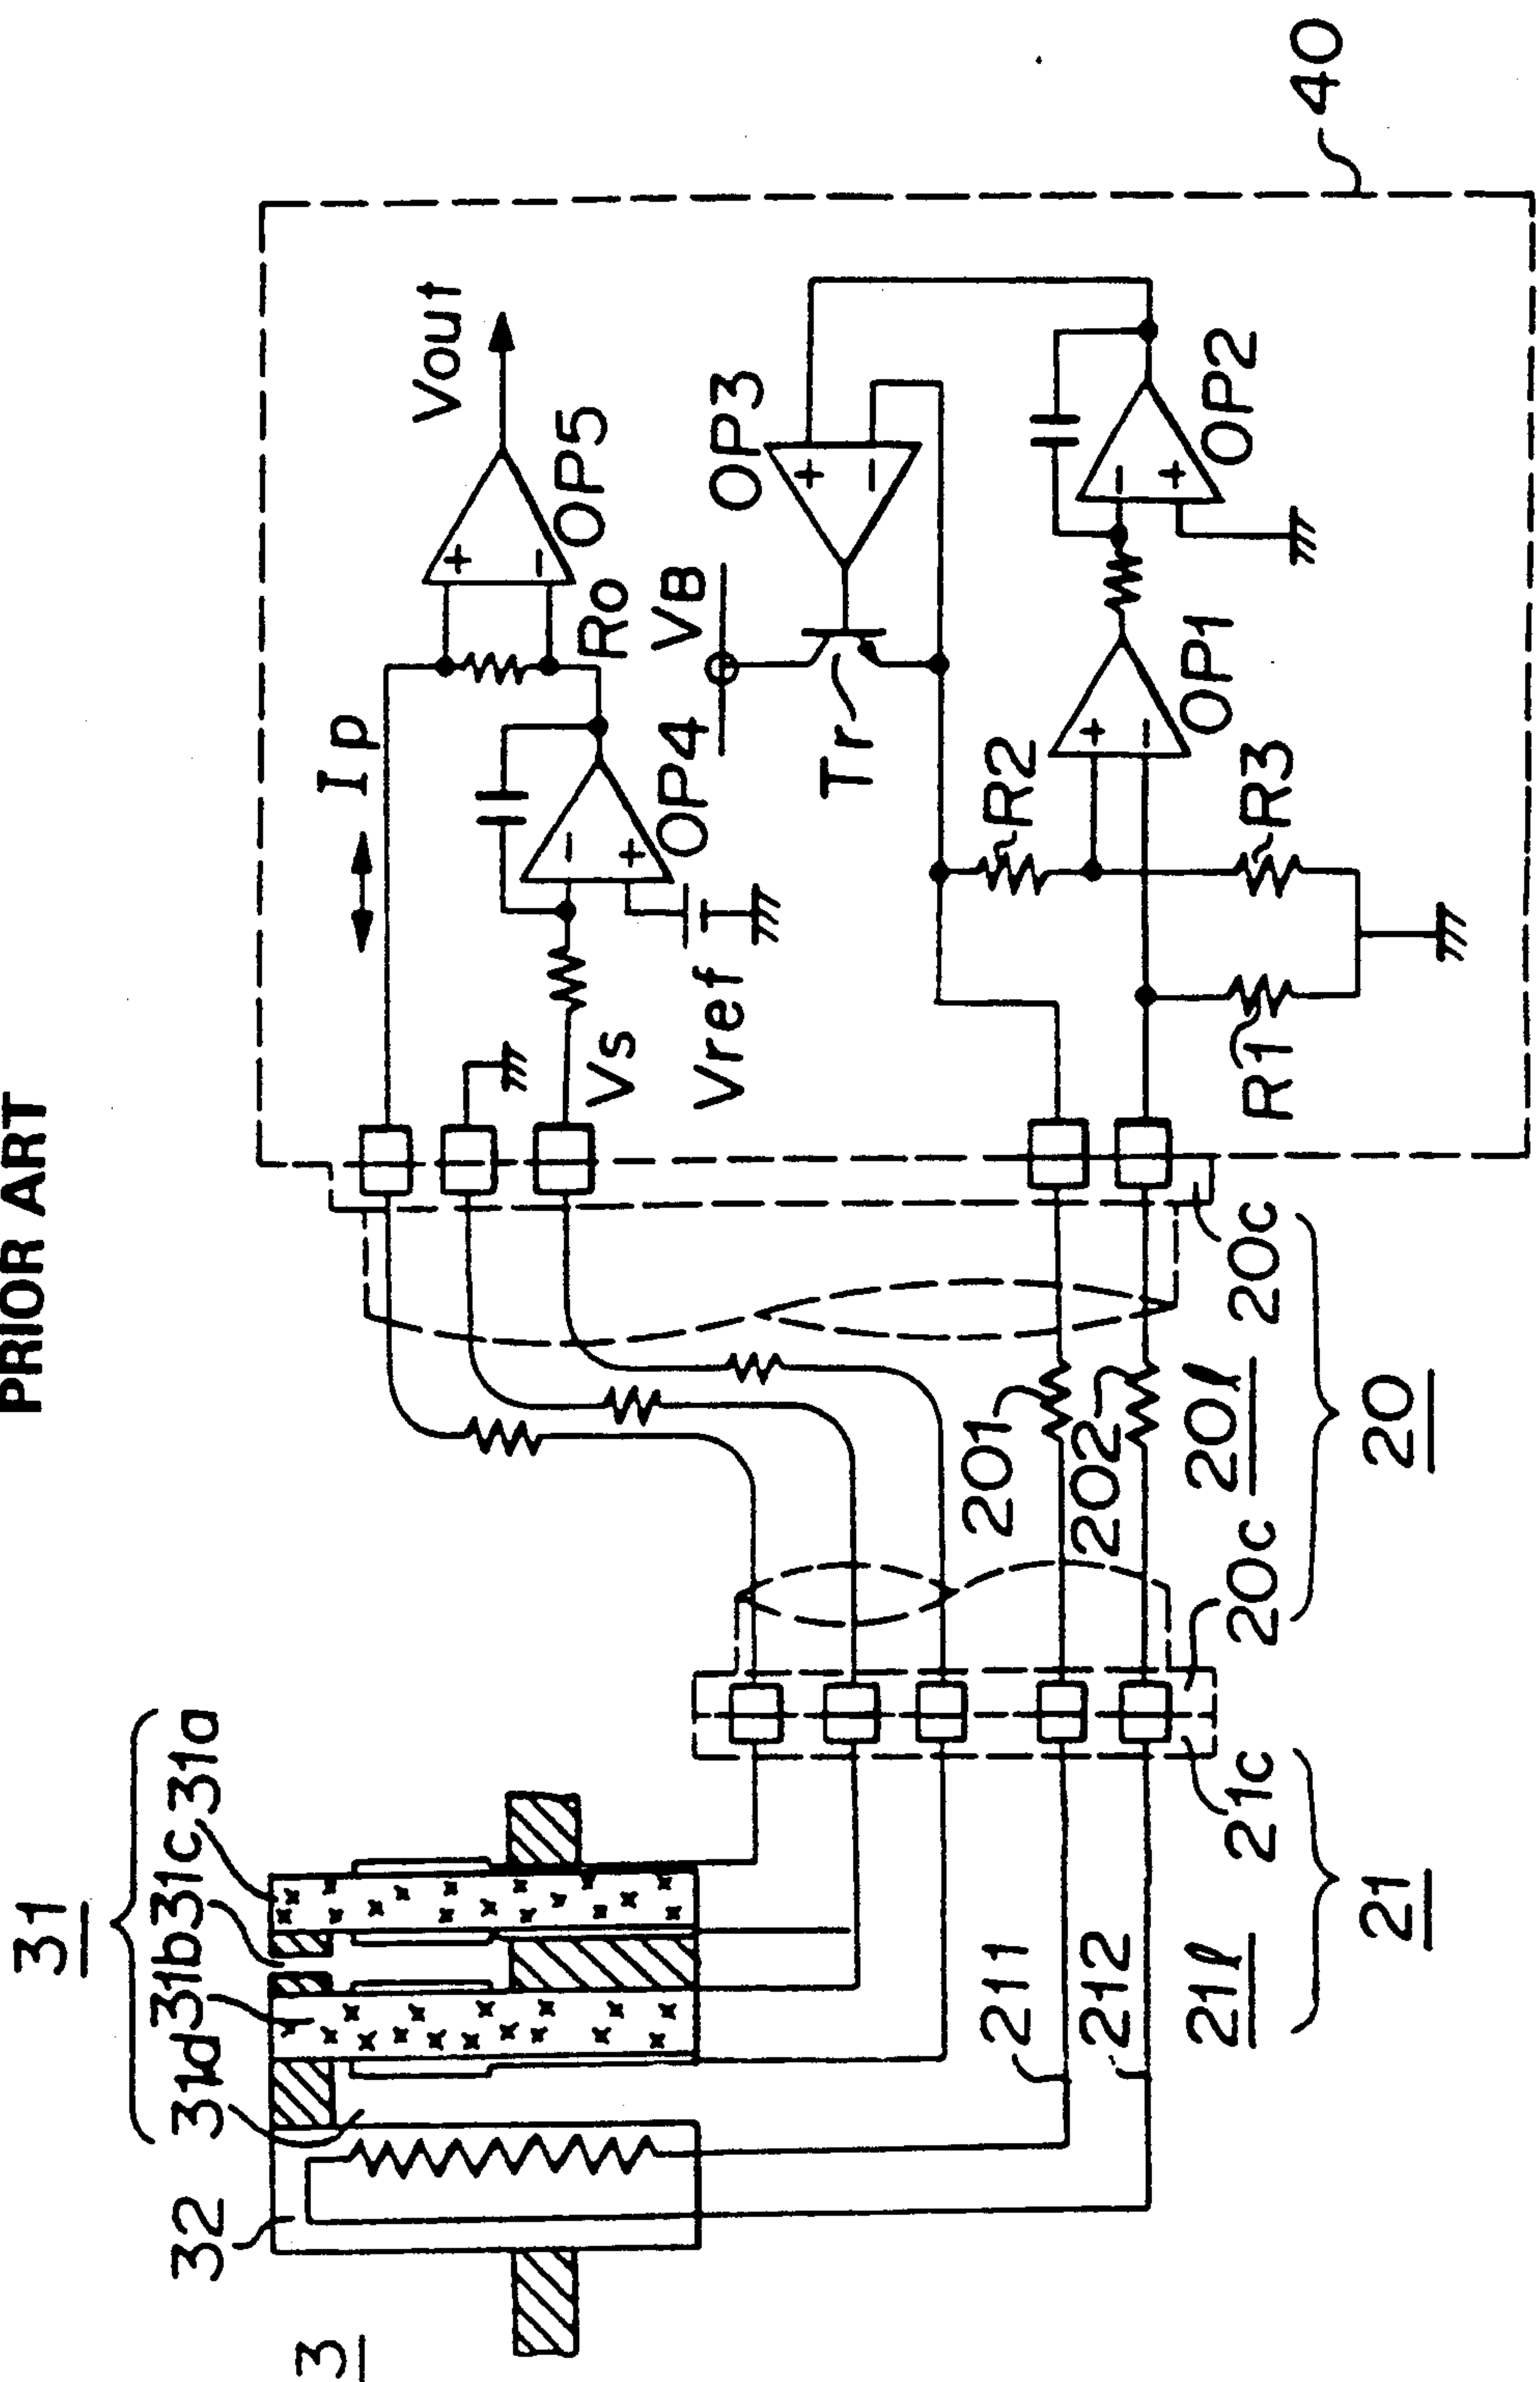 PRIOR ART
40
Vout
OP5
Ro
Ip
OP4
Vs
Vref
VB
OP3
Tr
OP2
OP1
R2
R3
R1
20c
20ℓ
20c
20
201
202
31
31a
31c
31b
31d
32
3
211
212
21ℓ
21c
21
+
−
−
+
+
−
+
−
−
+